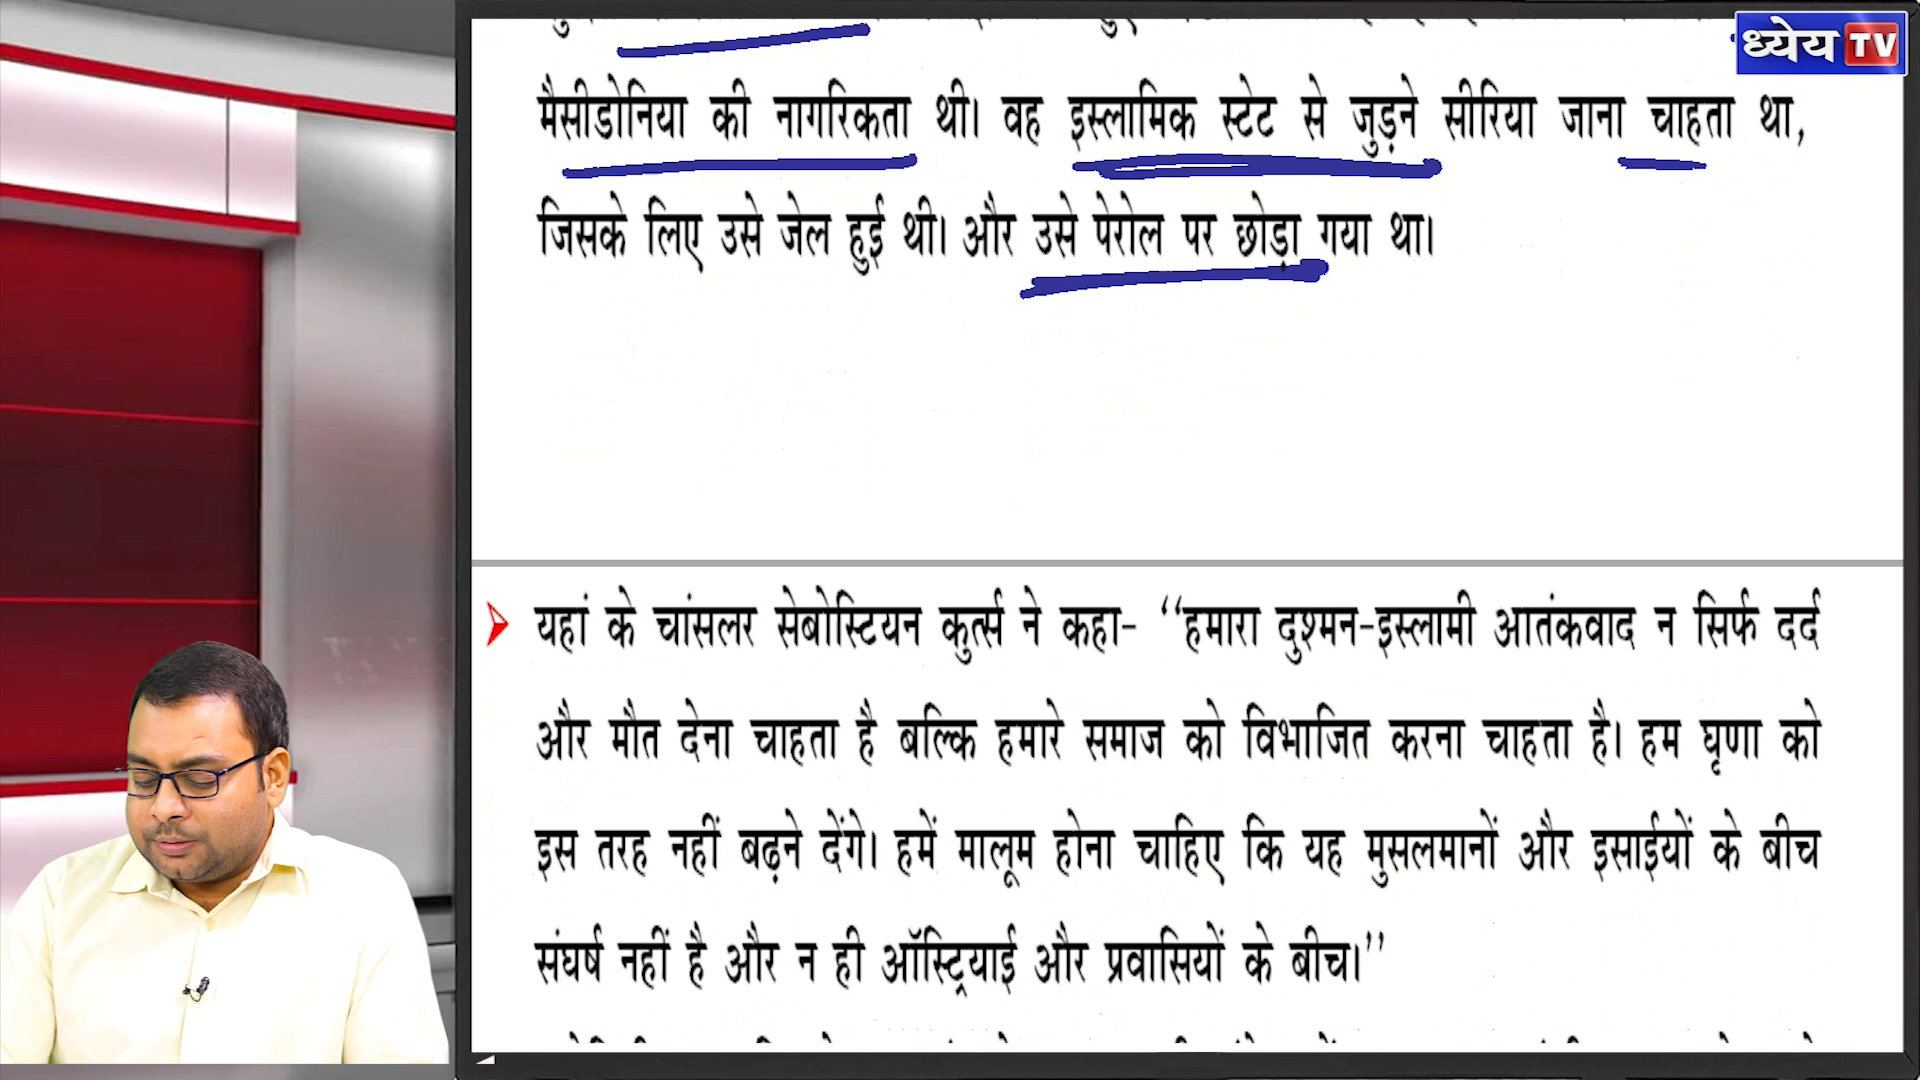 ध्येय TV
मैसीडोनिया की नागरिकता थी। वह इस्लामिक स्टेट से जुड़ने सीरिया जाना चाहता था,
जिसके लिए उसे जेल हुई थी। और उसे पेरोल पर छोड़ा गया था।
यहां के चांसलर सेबोस्टियन कुर्त्स ने कहा- ‘‘हमारा दुश्मन-इस्लामी आतंकवाद न सिर्फ दर्द
और मौत देना चाहता है बल्कि हमारे समाज को विभाजित करना चाहता है। हम घृणा को
इस तरह नहीं बढ़ने देंगे। हमें मालूम होना चाहिए कि यह मुसलमानों और इसाईयों के बीच
संघर्ष नहीं है और न ही ऑस्ट्रियाई और प्रवासियों के बीच।’’